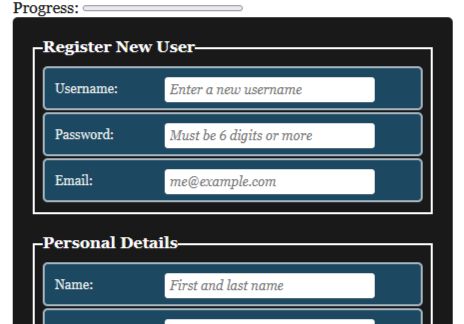 Progress:
Register New User
Username: Enter a new username
Password: Must be 6 digits or more
Email: me@example.com
Personal Details
Name: First and last name